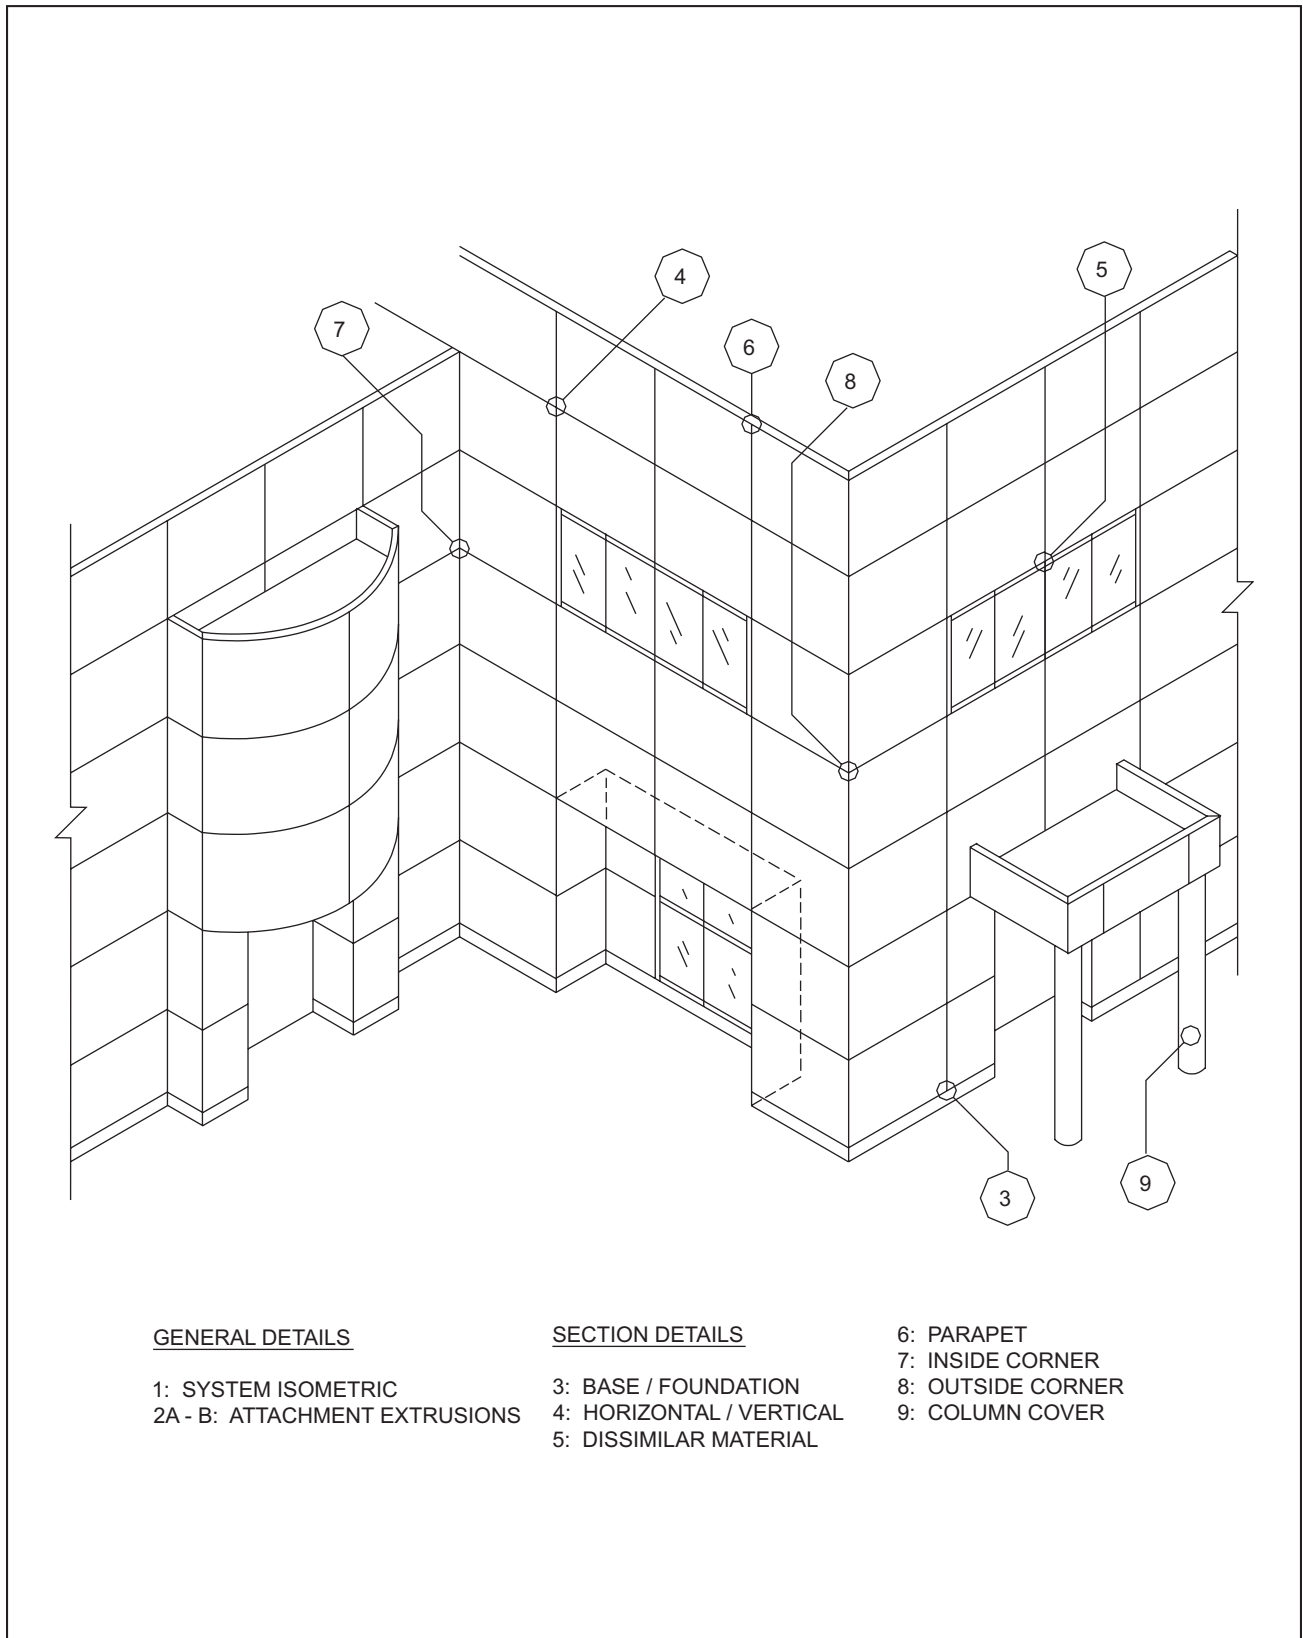 4
5
7
6
8
9
3
GENERAL DETAILS
1: SYSTEM ISOMETRIC
2A - B: ATTACHMENT EXTRUSIONS
SECTION DETAILS
3: BASE / FOUNDATION
4: HORIZONTAL / VERTICAL
5: DISSIMILAR MATERIAL
6: PARAPET
7: INSIDE CORNER
8: OUTSIDE CORNER
9: COLUMN COVER